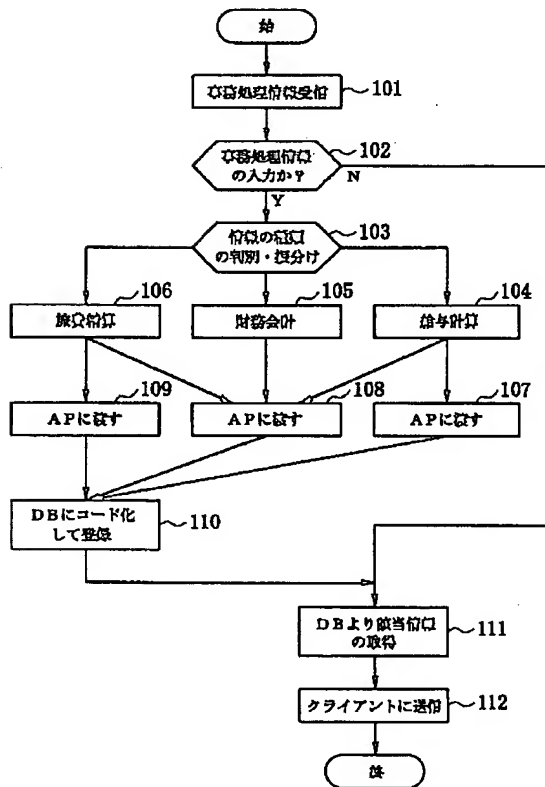 始
事務処理情報受信
101
事務処理情報
の入力か?
102
N
Y
情報の種類
の判別・振分け
103
106
105
104
旅費精算
財務会計
給与計算
109
108
107
APに渡す
APに渡す
APに渡す
DBにコード化
して登録
110
DBより該当情報
の取得
111
クライアントに送信
112
終